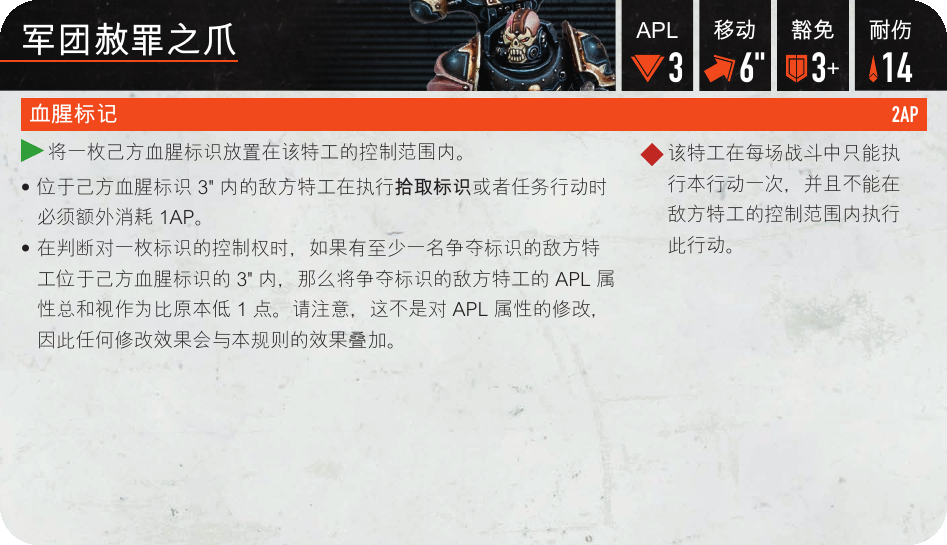 军团赦罪之爪
APL 移动 豁免 耐伤
3 6" 3+ 14
血腥标记 2AP
将一枚己方血腥标识放置在该特工的控制范围内。
• 位于己方血腥标识 3" 内的敌方特工在执行拾取标识或者任务行动时
必须额外消耗 1AP。
• 在判断对一枚标识的控制权时，如果有至少一名争夺标识的敌方特
工位于己方血腥标识的 3" 内，那么将争夺标识的敌方特工的 APL 属
性总和视作为比原本低 1 点。请注意，这不是对 APL 属性的修改，
因此任何修改效果会与本规则的效果叠加。
该特工在每场战斗中只能执
行本行动一次，并且不能在
敌方特工的控制范围内执行
此行动。